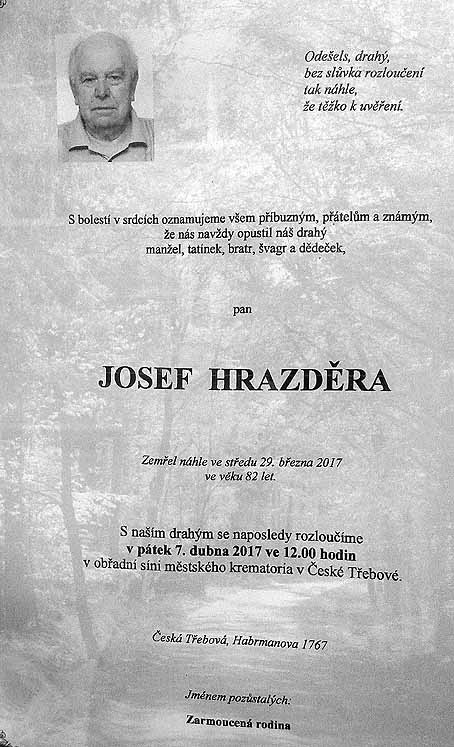 Odešels, drahý,
bez slůvka rozloučení
tak náhle,
že těžko k uvěření.
S bolestí v srdcích oznamujeme všem příbuzným, přátelům a známým,
že nás navždy opustil náš drahý
manžel, tatínek, bratr, švagr a dědeček,
pan
JOSEF HRAZDĚRA
Zemřel náhle ve středu 29. března 2017
ve věku 82 let.
S naším drahým se naposledy rozloučíme
v pátek 7. dubna 2017 ve 12.00 hodin
v obřadní síni městského krematoria v České Třebové.
Česká Třebová, Habrmanova 1767
Jménem pozůstalých:
Zarmoucená rodina